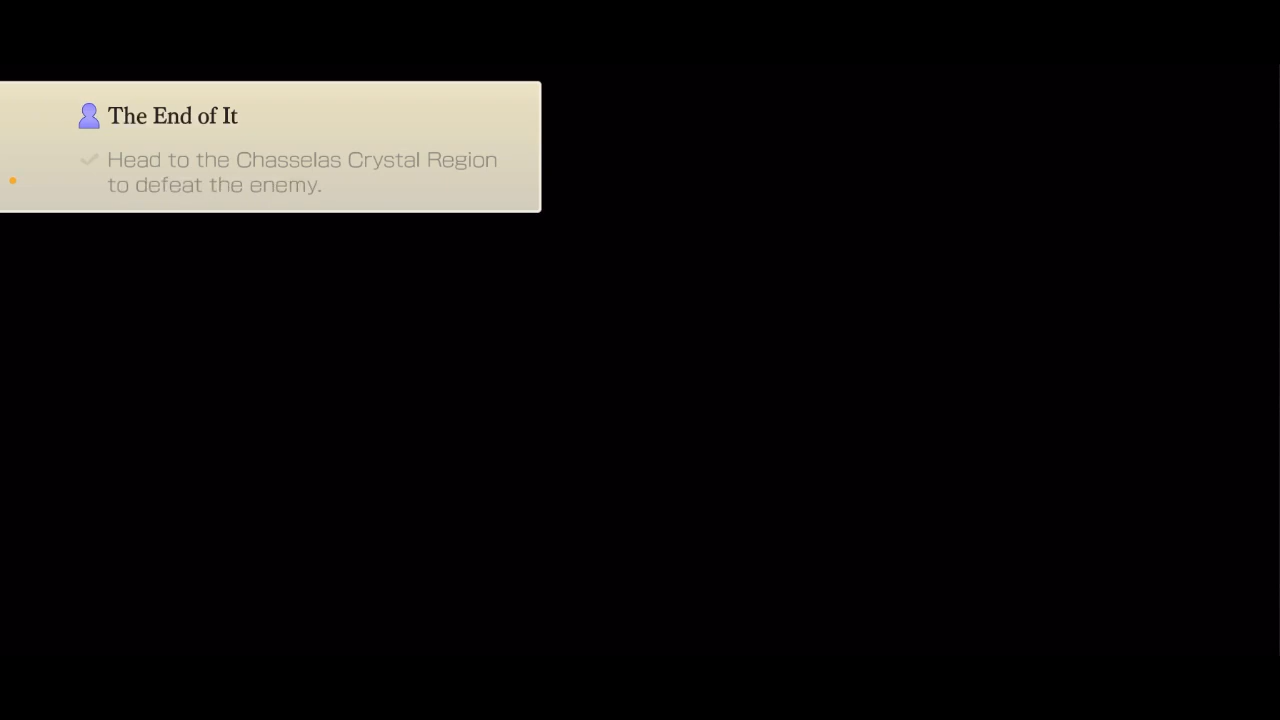 The End of It
Head to the Chasselas Crystal Region
to defeat the enemy.